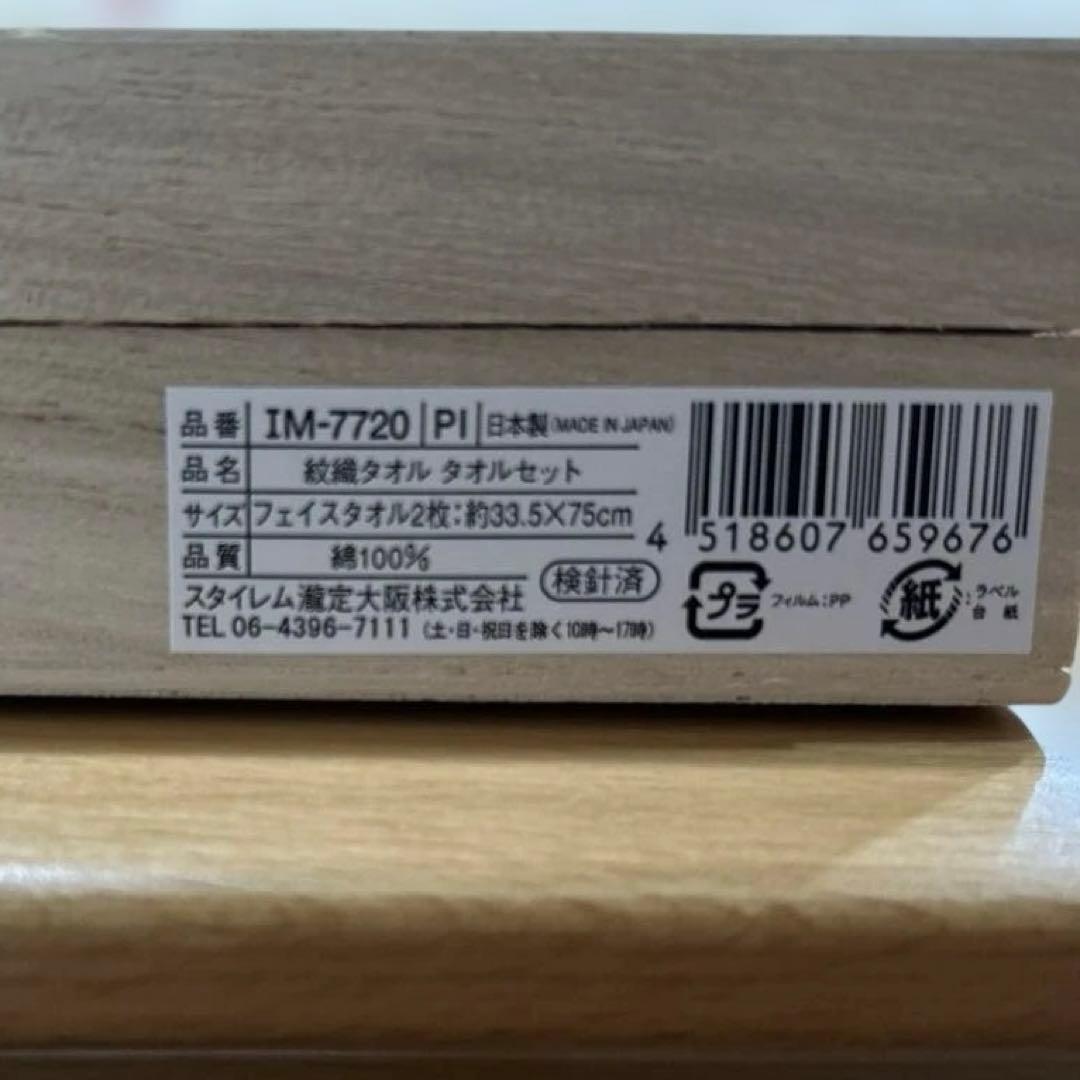 品番 IM-7720 PI 日本製(MADE IN JAPAN)
品名 紋織タオル タオルセット
サイズ フェイスタオル2枚:約33.5×75cm
品質 綿100%
検針済
スタイレム瀧定大阪株式会社
TEL 06-4396-7111 (土・日・祝日を除く10時〜17時)
4 518607 659676
プラ フィルム:PP
紙 :ラベル
台紙